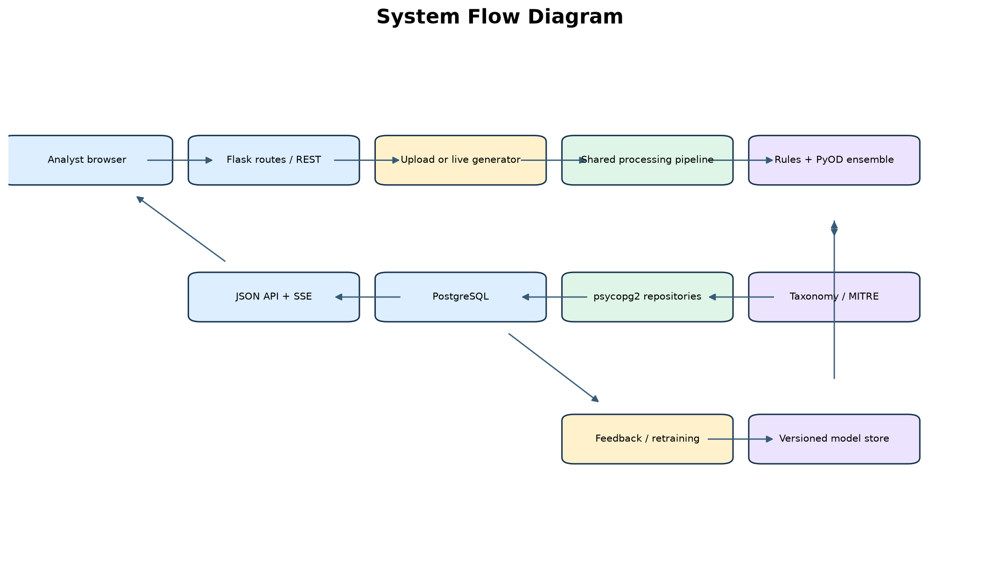 System Flow Diagram
Analyst browser
Flask routes / REST
Upload or live generator
Shared processing pipeline
Rules + PyOD ensemble
JSON API + SSE
PostgreSQL
psycopg2 repositories
Taxonomy / MITRE
Feedback / retraining
Versioned model store